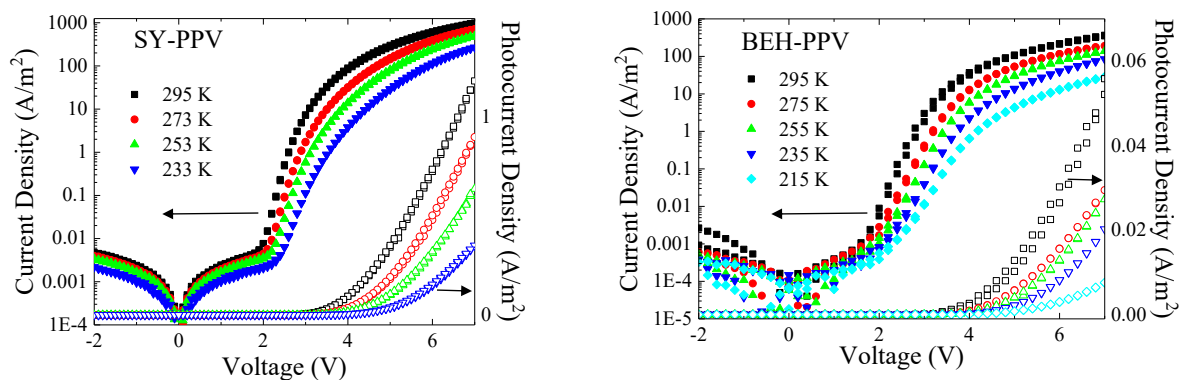 SY-PPV
295 K
273 K
253 K
233 K
1000
100
10
1
0.1
0.01
0.001
1E-4
Current Density (A/m²)
-2
0
2
4
6
Voltage (V)
1
0
Photocurrent Density (A/m²)
BEH-PPV
295 K
275 K
255 K
235 K
215 K
1000
100
10
1
0.1
0.01
0.001
1E-4
1E-5
Current Density (A/m²)
-2
0
2
4
6
Voltage (V)
0.06
0.04
0.02
0.00
Photocurrent Density (A/m²)